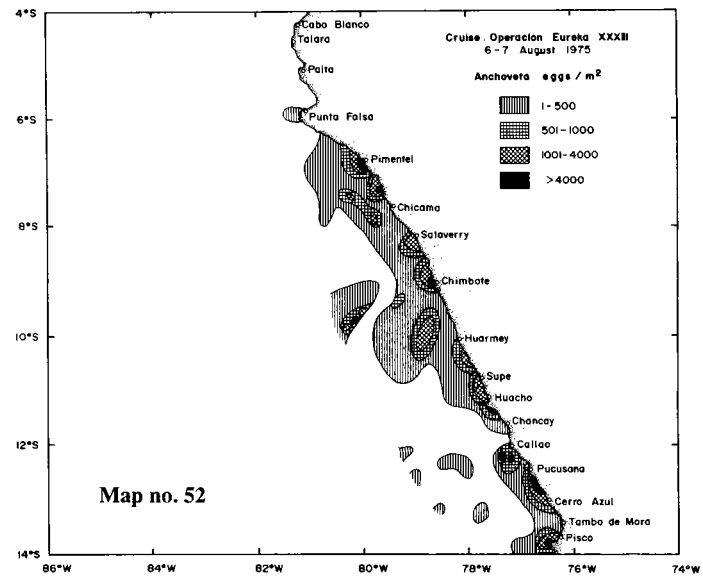 4°S
Cabo Blanco
Talara
Cruise. Operacion Eureka XXXIII
6-7 August 1975
Paita
Anchoveta eggs / m²
1-500
Punta Falsa
6°S
501-1000
Pimentel
1001-4000
>4000
Chicama
8°S
Salaverry
Chimbote
10°S
Huarmey
Supe
Huacho
Chancay
12°S
Callao
Pucusana
Map no. 52
Cerro Azul
Tambo de Mora
Pisco
14°S
86°W
84°W
82°W
80°W
78°W
76°W
74°W